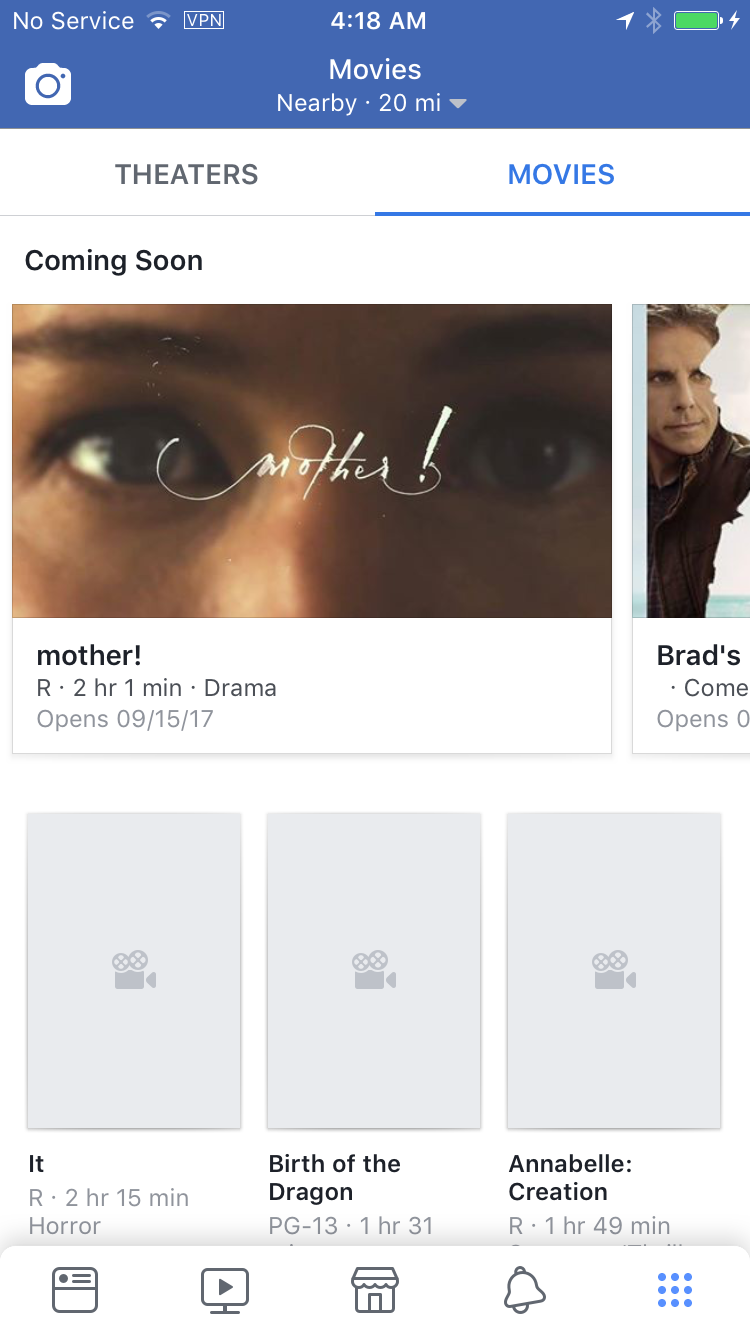 No Service VPN 4:18 AM
Movies
Nearby · 20 mi
THEATERS MOVIES
Coming Soon
mother!
mother!
R · 2 hr 1 min · Drama
Opens 09/15/17
Brad's
· Come
Opens 0
It
R · 2 hr 15 min
Horror
Birth of the
Dragon
PG-13 · 1 hr 31
Annabelle:
Creation
R · 1 hr 49 min